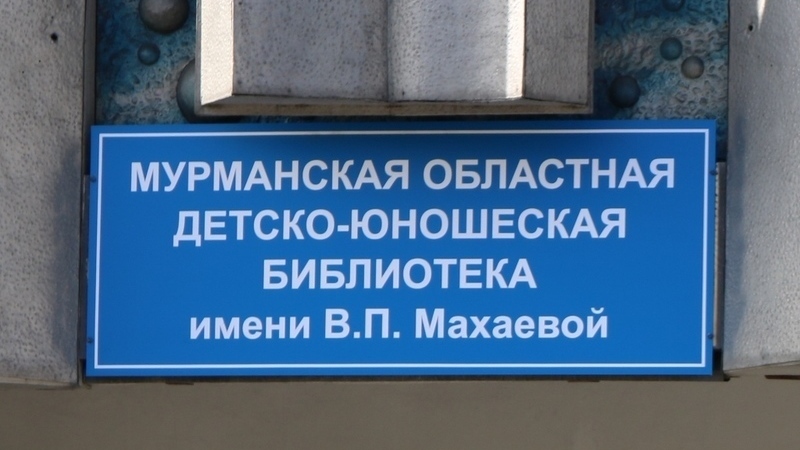 МУРМАНСКАЯ ОБЛАСТНАЯ
ДЕТСКО-ЮНОШЕСКАЯ
БИБЛИОТЕКА
имени В.П. Махаевой